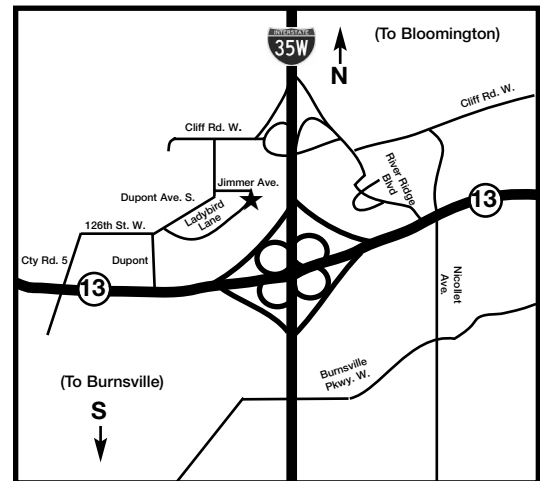 INTERSTATE
35W
(To Bloomington)
N
Cliff Rd. W.
Cliff Rd. W.
Jimmer Ave.
River Ridge
Blvd
Dupont Ave. S.
Ladybird
Lane
13
126th St. W.
Cty Rd. 5
Dupont
13
Nicollet
Ave.
Burnsville
Pkwy. W.
(To Burnsville)
S